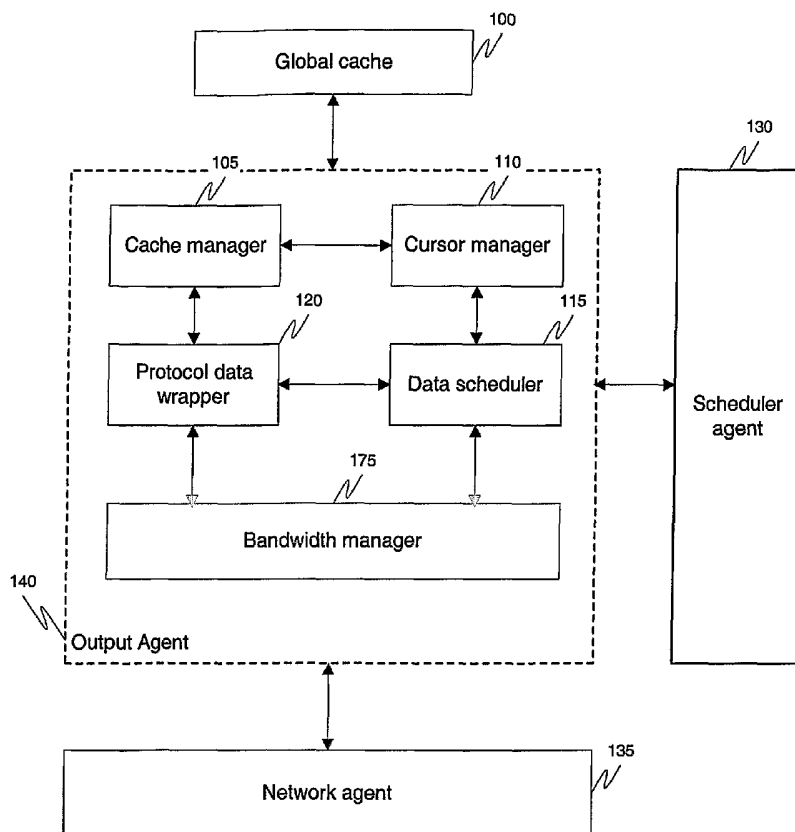 100
Global cache
105
110
130
Cache manager
Cursor manager
120
115
Protocol data
wrapper
Data scheduler
Scheduler
agent
175
Bandwidth manager
140
Output Agent
135
Network agent